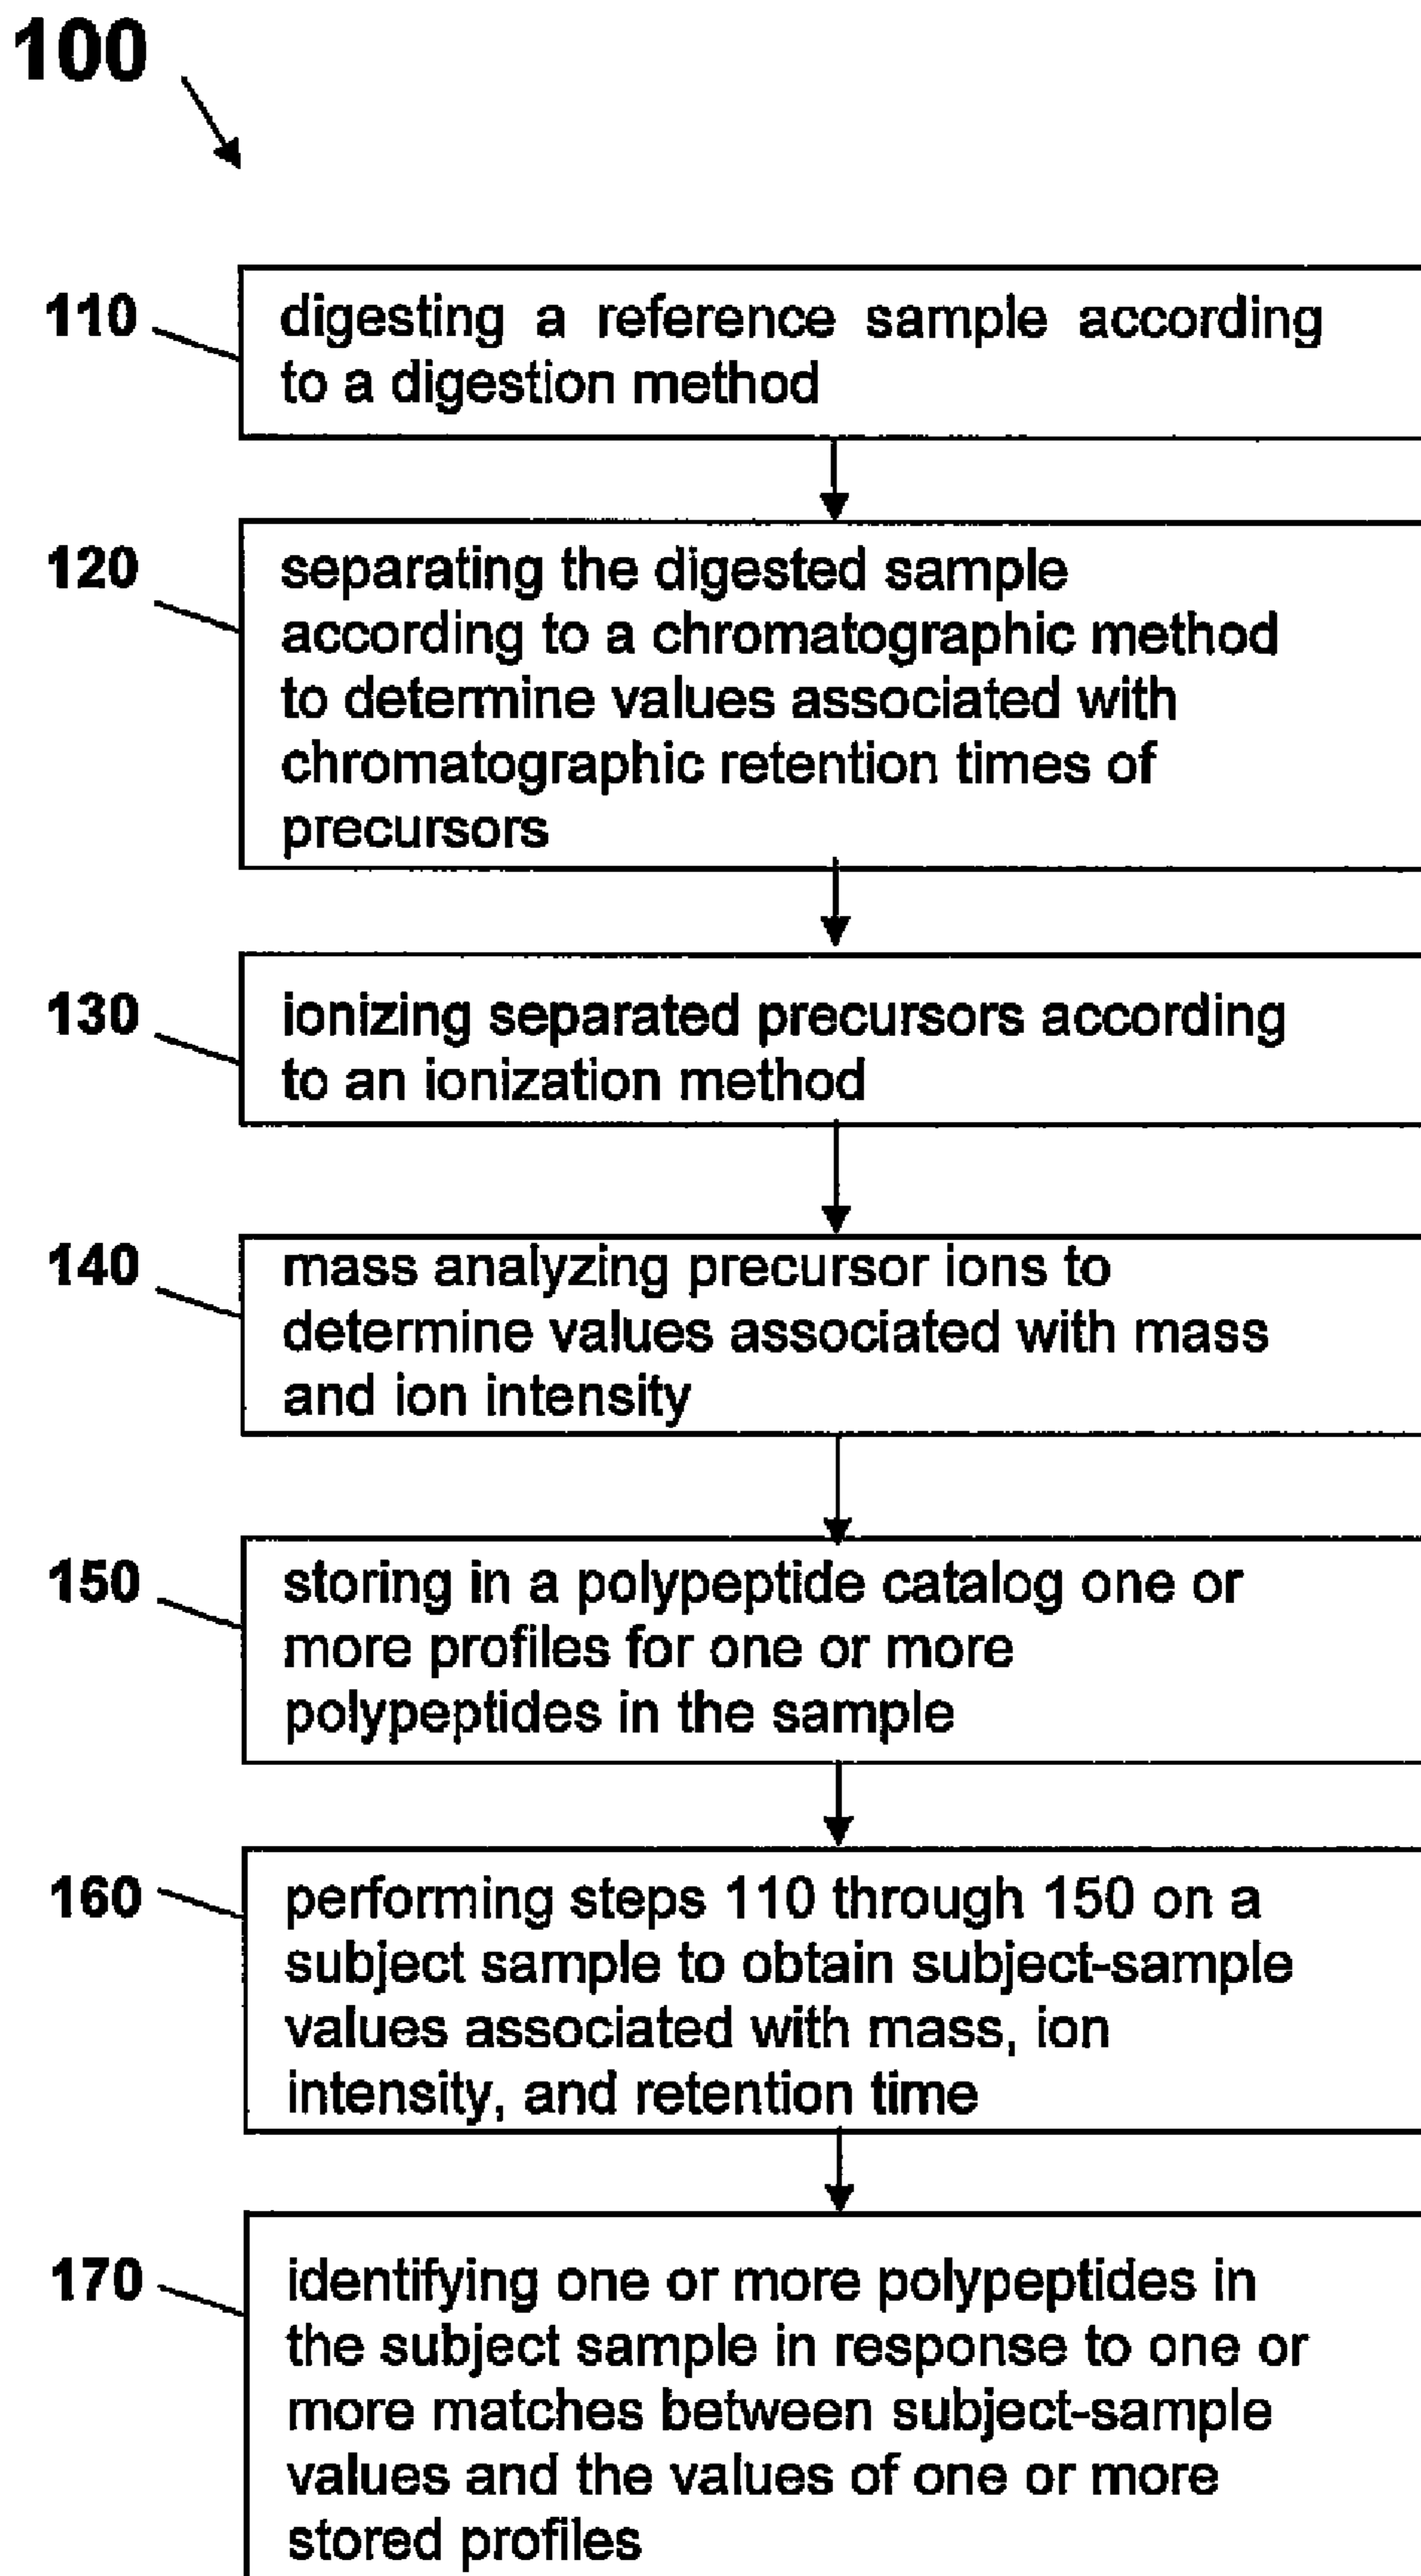 100
110
digesting a reference sample according
to a digestion method
120
separating the digested sample
according to a chromatographic method
to determine values associated with
chromatographic retention times of
precursors
130
ionizing separated precursors according
to an ionization method
140
mass analyzing precursor ions to
determine values associated with mass
and ion intensity
150
storing in a polypeptide catalog one or
more profiles for one or more
polypeptides in the sample
160
performing steps 110 through 150 on a
subject sample to obtain subject-sample
values associated with mass, ion
intensity, and retention time
170
identifying one or more polypeptides in
the subject sample in response to one or
more matches between subject-sample
values and the values of one or more
stored profiles